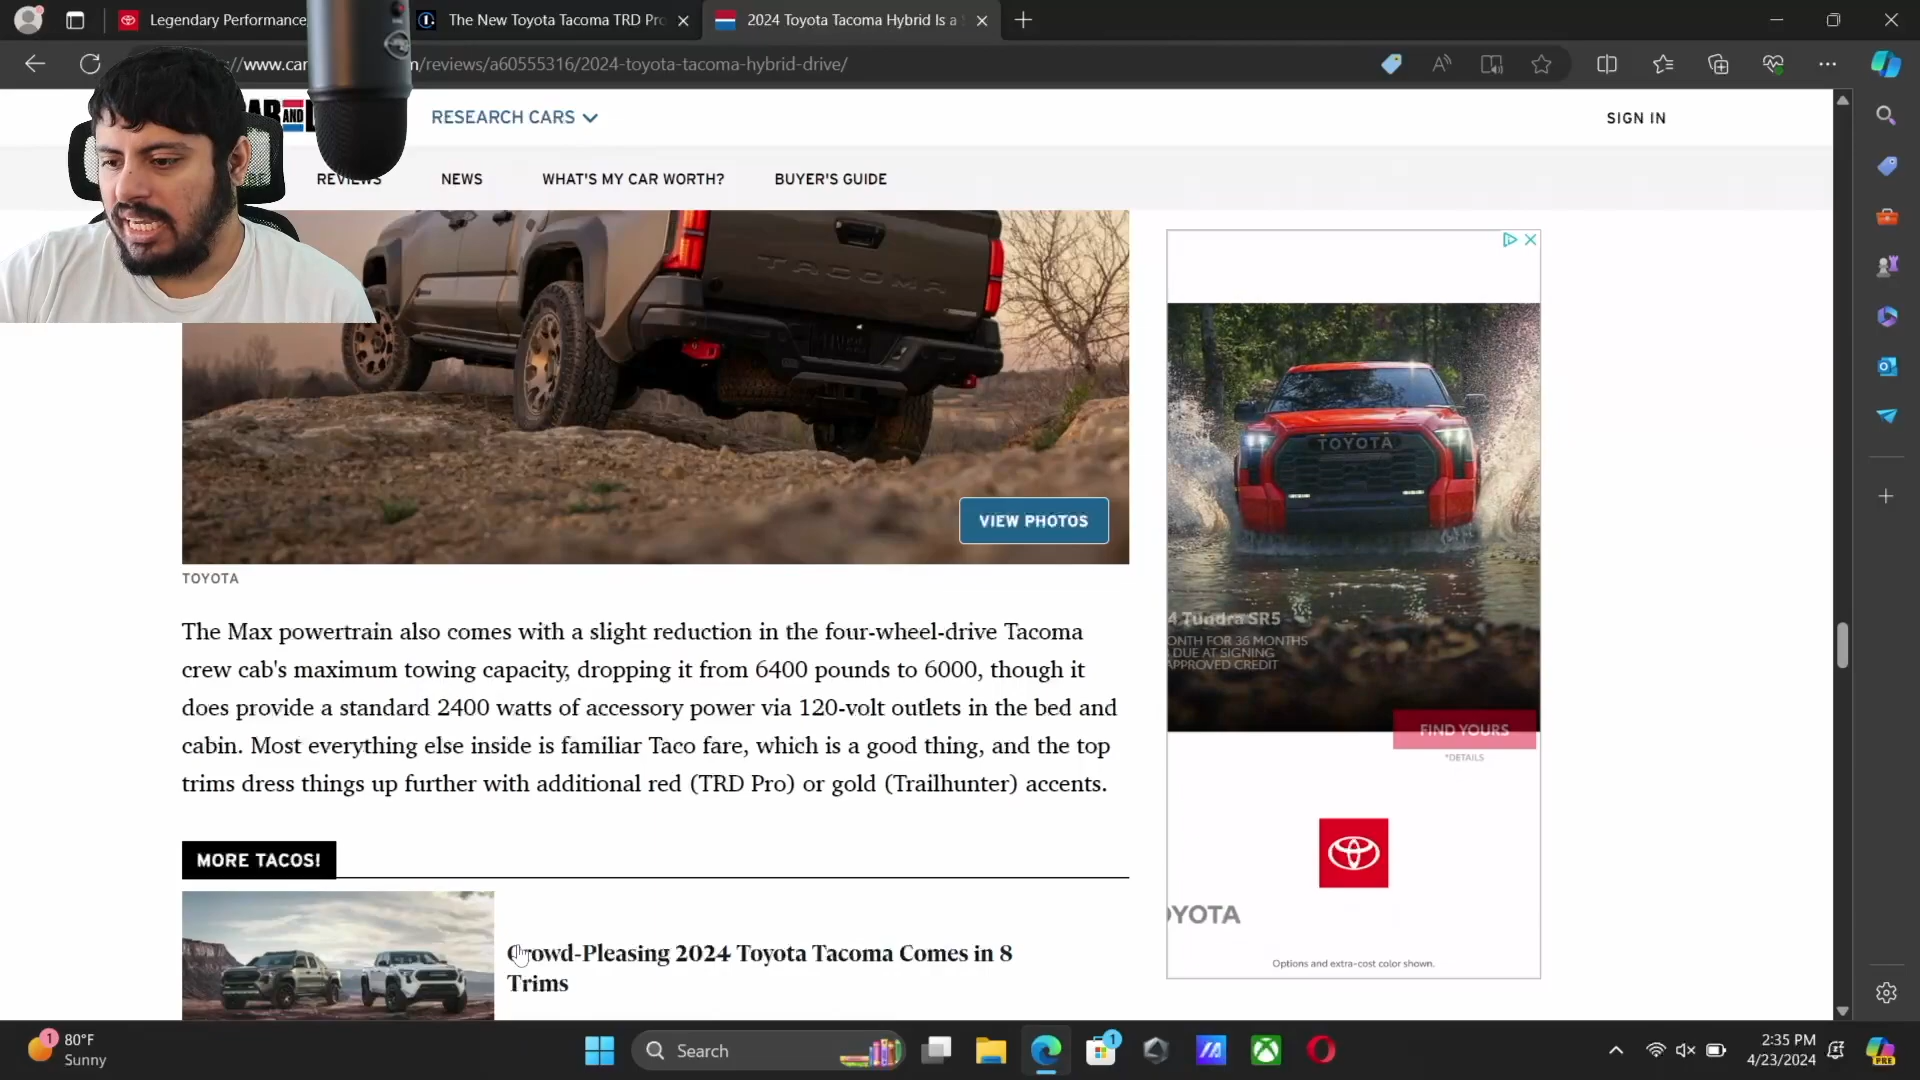 Legendary Performance
The New Toyota Tacoma TRD Pro
2024 Toyota Tacoma Hybrid Is a
/reviews/a60555316/2024-toyota-tacoma-hybrid-drive/
AND
RESEARCH CARS
SIGN IN
REVIEWS
NEWS
WHAT'S MY CAR WORTH?
BUYER'S GUIDE
TACOMA
VIEW PHOTOS
TOYOTA
The Max powertrain also comes with a slight reduction in the four-wheel-drive Tacoma
crew cab's maximum towing capacity, dropping it from 6400 pounds to 6000, though it
does provide a standard 2400 watts of accessory power via 120-volt outlets in the bed and
cabin. Most everything else inside is familiar Taco fare, which is a good thing, and the top
trims dress things up further with additional red (TRD Pro) or gold (Trailhunter) accents.
MORE TACOS!
Crowd-Pleasing 2024 Toyota Tacoma Comes in 8
Trims
TOYOTA
4 Tundra SR5
ONTH FOR 36 MONTHS
DUE AT SIGNING
APPROVED CREDIT
FIND YOURS
*DETAILS
OYOTA
Options and extra-cost color shown.
1
80°F
Sunny
Search
1
2:35 PM
4/23/2024
PRE